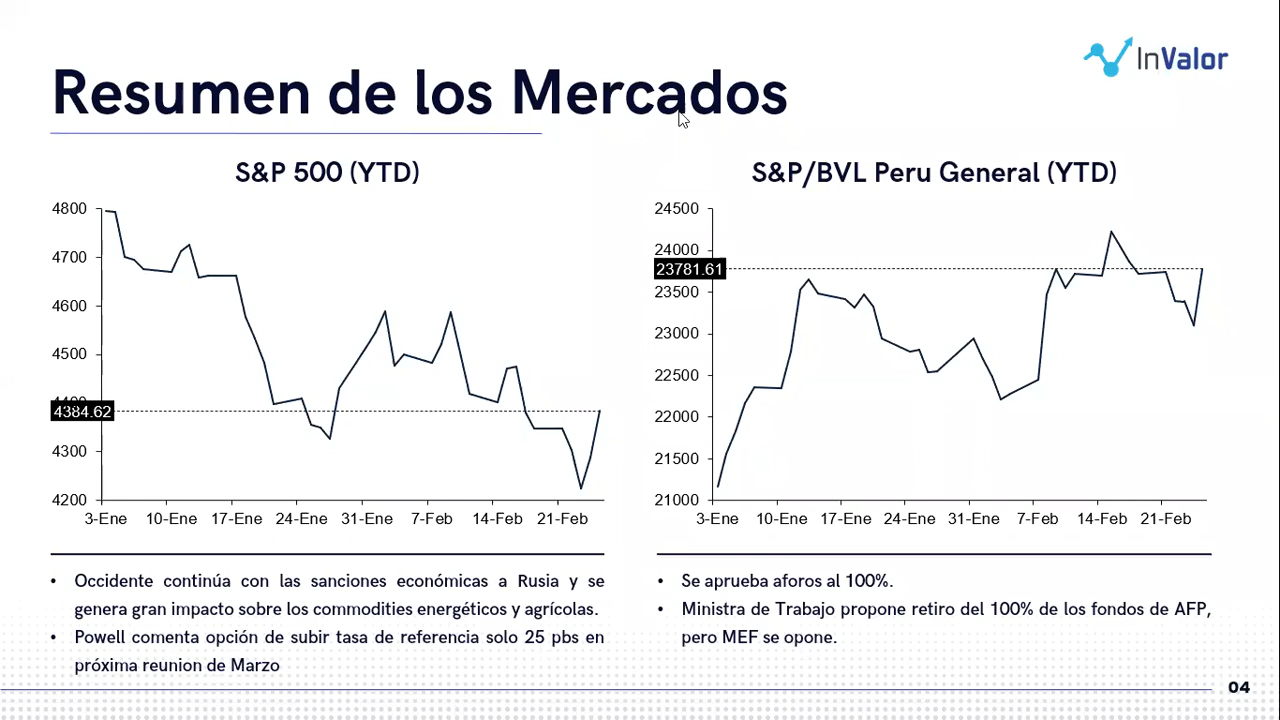 InValor
Resumen de los Mercados
S&P 500 (YTD)
4800
4700
4600
4500
4400
4384.62
4300
4200
3-Ene 10-Ene 17-Ene 24-Ene 31-Ene 7-Feb 14-Feb 21-Feb
• Occidente continúa con las sanciones económicas a Rusia y se
genera gran impacto sobre los commodities energéticos y agrícolas.
• Powell comenta opción de subir tasa de referencia solo 25 pbs en
próxima reunion de Marzo
S&P/BVL Peru General (YTD)
24500
24000
23781.61
23500
23000
22500
22000
21500
21000
3-Ene 10-Ene 17-Ene 24-Ene 31-Ene 7-Feb 14-Feb 21-Feb
• Se aprueba aforos al 100%.
• Ministra de Trabajo propone retiro del 100% de los fondos de AFP,
pero MEF se opone.
04